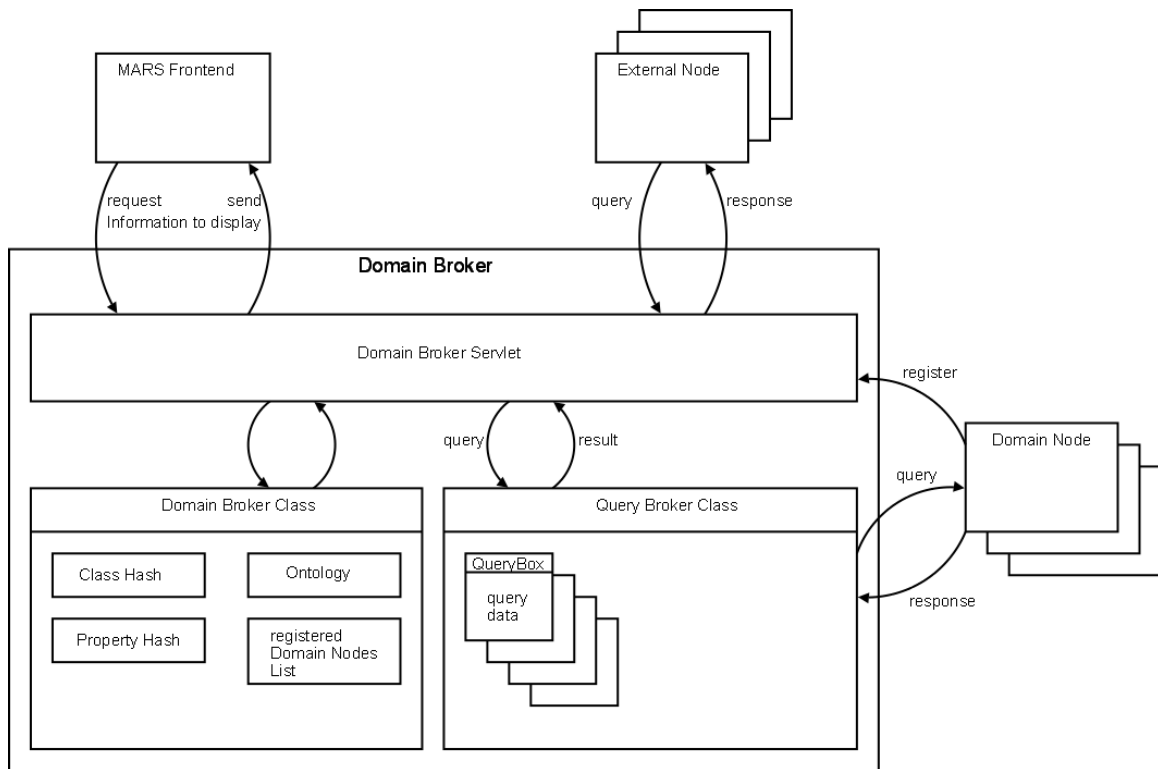 MARS Frontend
External Node
request
send
Information to display
query
response
Domain Broker
Domain Broker Servlet
register
query
result
Domain Node
query
Domain Broker Class
Query Broker Class
Class Hash
Ontology
QueryBox
query
data
response
Property Hash
registered
Domain Nodes
List